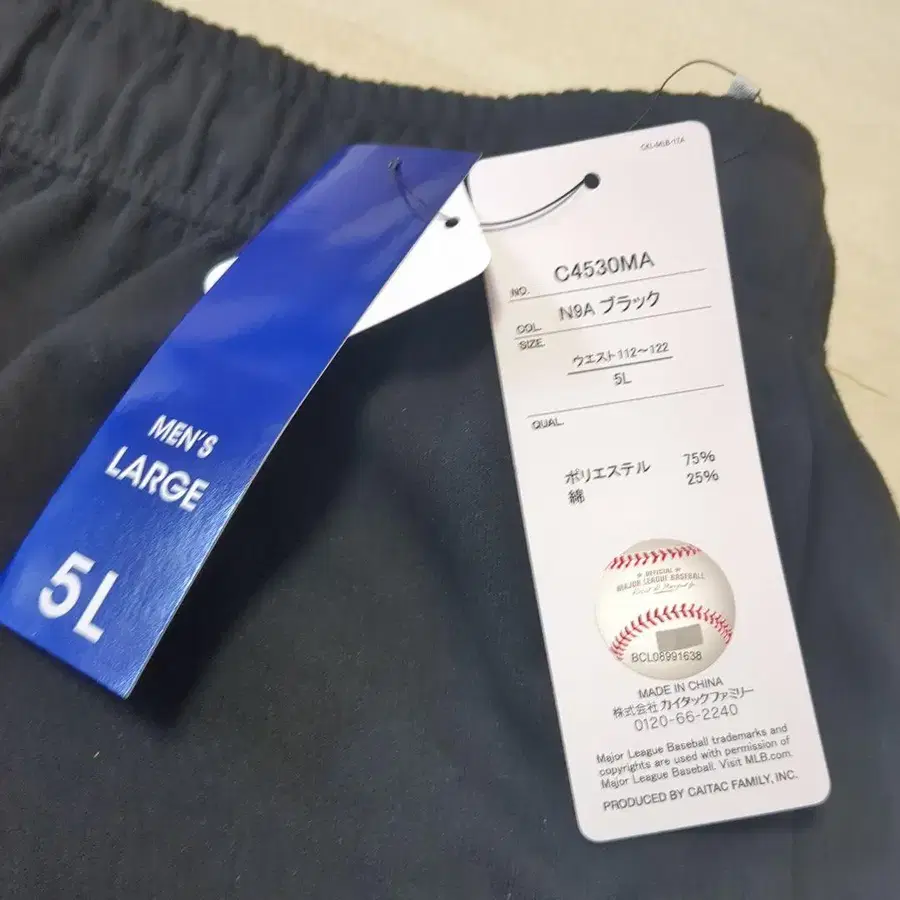 MEN'S
LARGE
5L
CKL-MLB-17A
NO. C4530MA
COL. N9A ブラック
SIZE.
ウエスト112～122
5L
QUAL.
ポリエステル 75%
綿 25%
OFFICIAL
MAJOR LEAGUE BASEBALL
BCL08991638
MADE IN CHINA
株式会社 カイタックファミリー
0120-66-2240
Major League Baseball trademarks and
copyrights are used with permission of
Major League Baseball. Visit MLB.com.
PRODUCED BY CAITAC FAMILY, INC.